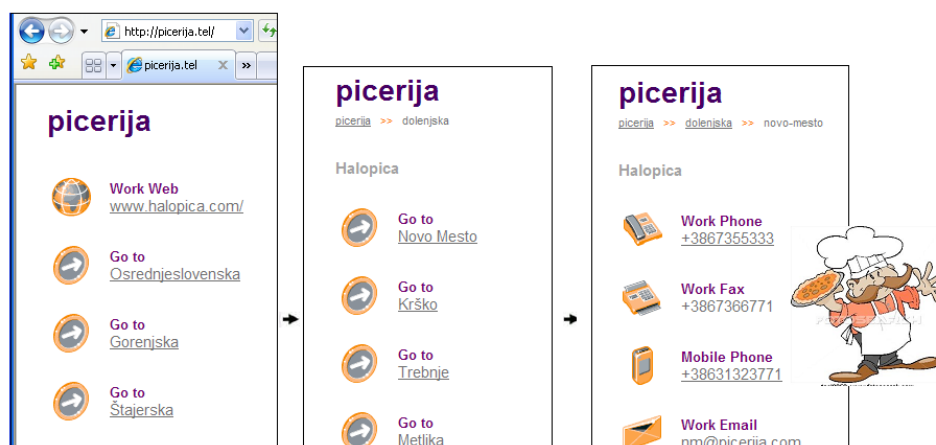 http://picerija.tel/
picerija.tel
picerija
Work Web
www.halopica.com/
Go to
Osrednjeslovenska
Go to
Gorenjska
Go to
Štajerska
picerija
picerija >> dolenjska
Halopica
Go to
Novo Mesto
Go to
Krško
Go to
Trebnje
Go to
Metlika
picerija
picerija >> dolenjska >> novo-mesto
Halopica
Work Phone
+3867355333
Work Fax
+3867366771
Mobile Phone
+38631323771
Work Email
nm@picerija.com